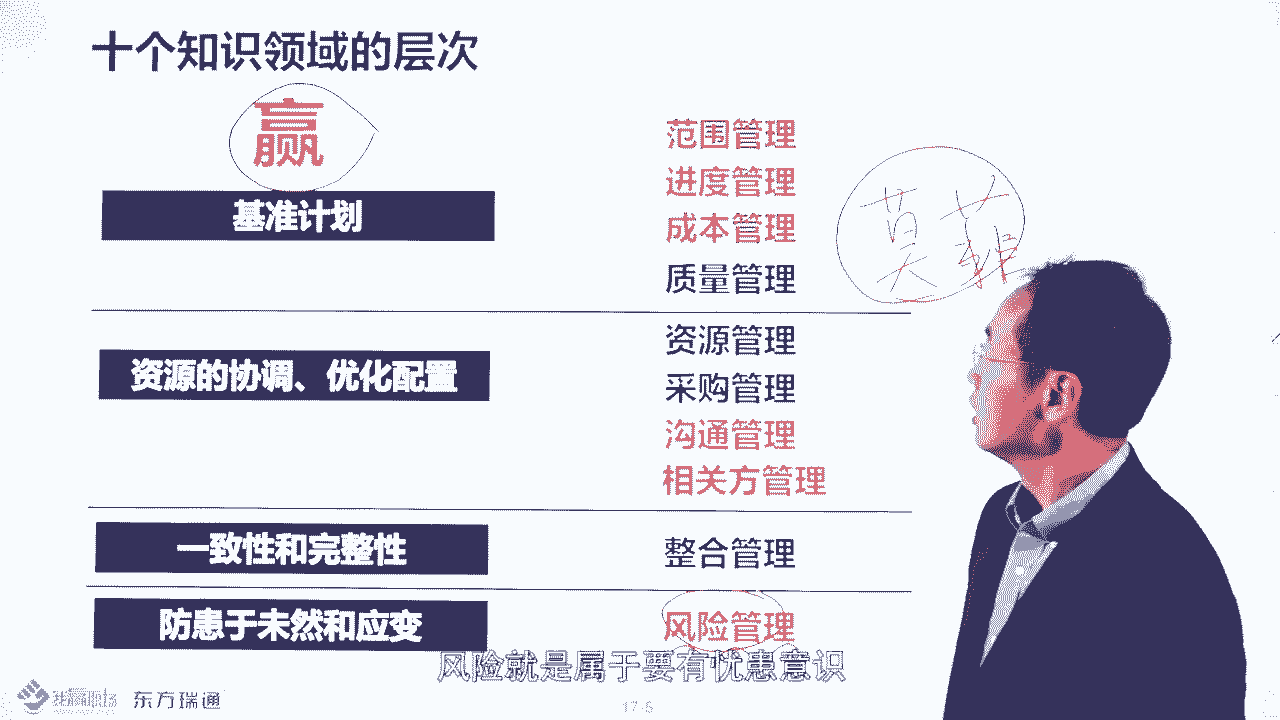 十个知识领域的层次
赢
基准计划
范围管理
进度管理
成本管理
质量管理
资源的协调、优化配置
资源管理
采购管理
沟通管理
相关方管理
一致性和完整性
整合管理
防患于未然和应变
风险管理
风险就是属于要有忧患意识
东方瑞通